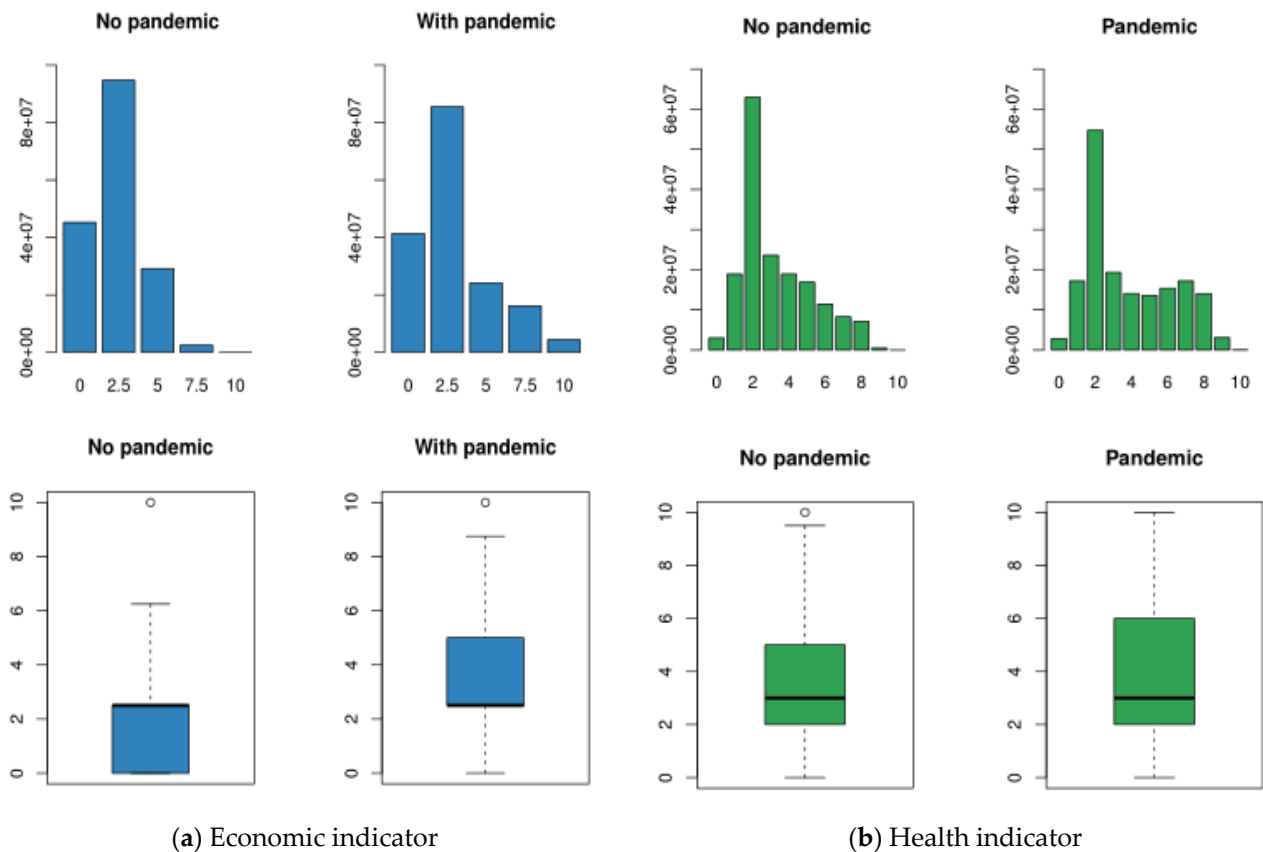 No pandemic
With pandemic
8e+07
4e+07
0e+00
0 2.5 5 7.5 10
8e+07
4e+07
0e+00
0 2.5 5 7.5 10
No pandemic
With pandemic
10
8
6
4
2
0
10
8
6
4
2
0
(a) Economic indicator
No pandemic
Pandemic
6e+07
4e+07
2e+07
0e+00
0 2 4 6 8 10
6e+07
4e+07
2e+07
0e+00
0 2 4 6 8 10
No pandemic
Pandemic
10
8
6
4
2
0
10
8
6
4
2
0
(b) Health indicator